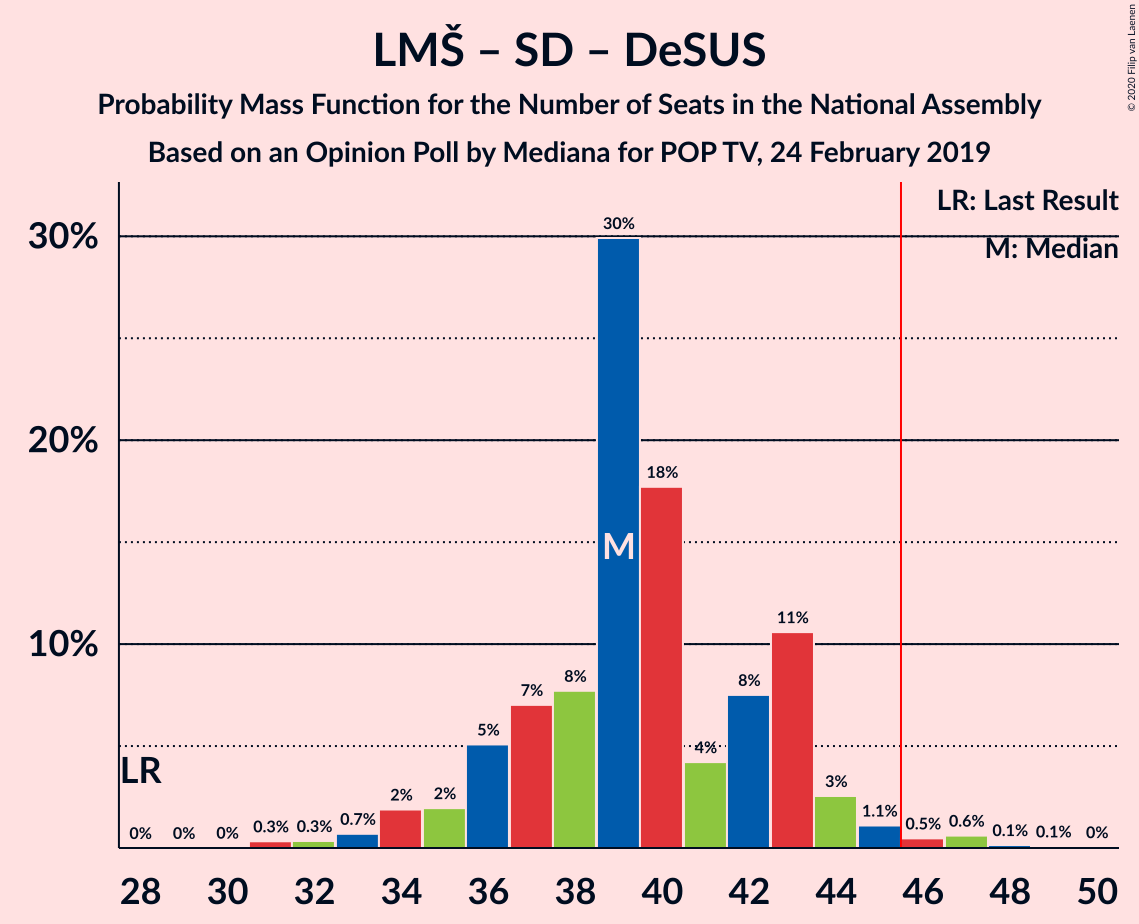 LMŠ – SD – DeSUS
Probability Mass Function for the Number of Seats in the National Assembly
Based on an Opinion Poll by Mediana for POP TV, 24 February 2019
© 2020 Filip van Laenen
LR: Last Result
M: Median
30%
20%
10%
LR
M
0% 0% 0% 0.3% 0.3% 0.7% 2% 2% 5% 7% 8% 30% 18% 4% 8% 11% 3% 1.1% 0.5% 0.6% 0.1% 0.1% 0%
28 30 32 34 36 38 40 42 44 46 48 50